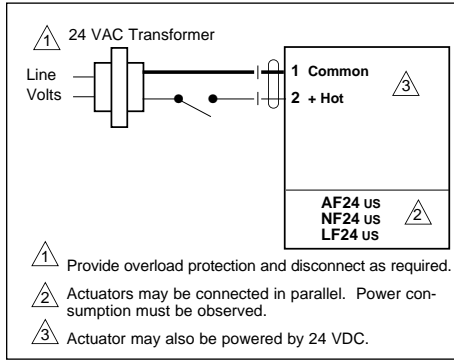 1 24 VAC Transformer
Line
Volts
1 Common
2 + Hot
3
AF24 US
NF24 US
LF24 US
2
1 Provide overload protection and disconnect as required.
2 Actuators may be connected in parallel. Power con-
sumption must be observed.
3 Actuator may also be powered by 24 VDC.